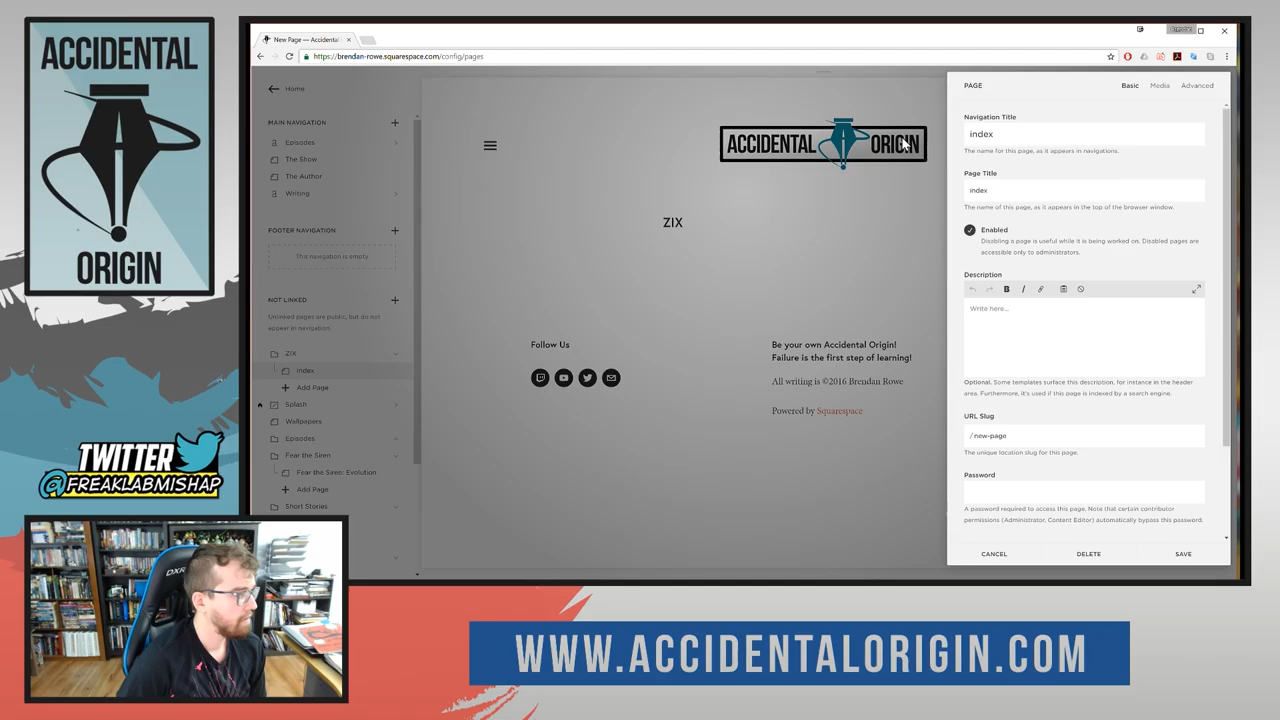 ACCIDENTAL
ORIGIN
New Page — Accidental
https://brendan-rowe.squarespace.com/config/pages
Home
MAIN NAVIGATION
Episodes
The Show
The Author
Writing
FOOTER NAVIGATION
This navigation is empty.
NOT LINKED
Unlinked pages are public, but do not
appear in navigation.
ZIX
index
Add Page
Splash
Wallpapers
Episodes
Fear the Siren
Fear the Siren: Evolution
Add Page
Short Stories
ACCIDENTAL ORIGIN
ZIX
Follow Us
Be your own Accidental Origin!
Failure is the first step of learning!
All writing is ©2016 Brendan Rowe
Powered by Squarespace
PAGE
Basic
Media
Advanced
Navigation Title
index
The name for this page, as it appears in navigations.
Page Title
index
The name of this page, as it appears in the top of the browser window.
Enabled
Disabling a page is useful while it is being worked on. Disabled pages are
accessible only to administrators.
Description
B I
Write here...
Optional. Some templates surface this description, for instance in the header
area. Furthermore, it's used if this page is indexed by a search engine.
URL Slug
/ new-page
The unique location slug for this page.
Password
A password required to access this page. Note that certain contributor
permissions (Administrator, Content Editor) automatically bypass this password.
CANCEL
DELETE
SAVE
TWITTER
@FREAKLABMISHAP
DXR
WWW.ACCIDENTALORIGIN.COM